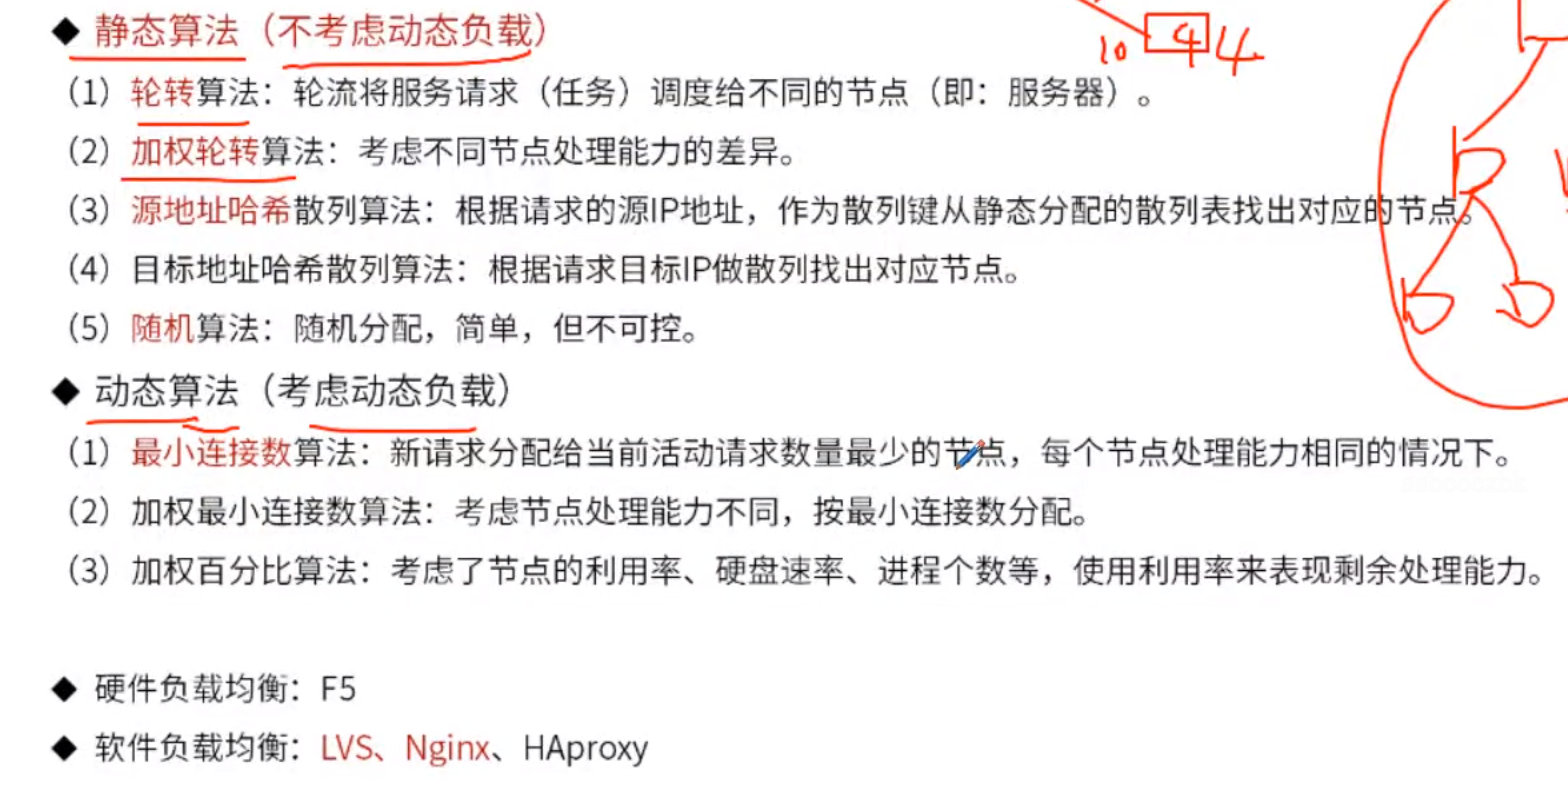 ◆ 静态算法（不考虑动态负载）
10 4 4
（1）轮转算法：轮流将服务请求（任务）调度给不同的节点（即：服务器）。
（2）加权轮转算法：考虑不同节点处理能力的差异。
（3）源地址哈希散列算法：根据请求的源IP地址，作为散列键从静态分配的散列表找出对应的节点。
（4）目标地址哈希散列算法：根据请求目标IP做散列找出对应节点。
（5）随机算法：随机分配，简单，但不可控。
◆ 动态算法（考虑动态负载）
（1）最小连接数算法：新请求分配给当前活动请求数量最少的节点，每个节点处理能力相同的情况下。
（2）加权最小连接数算法：考虑节点处理能力不同，按最小连接数分配。
（3）加权百分比算法：考虑了节点的利用率、硬盘速率、进程个数等，使用利用率来表现剩余处理能力。
◆ 硬件负载均衡：F5
◆ 软件负载均衡：LVS、Nginx、HAproxy